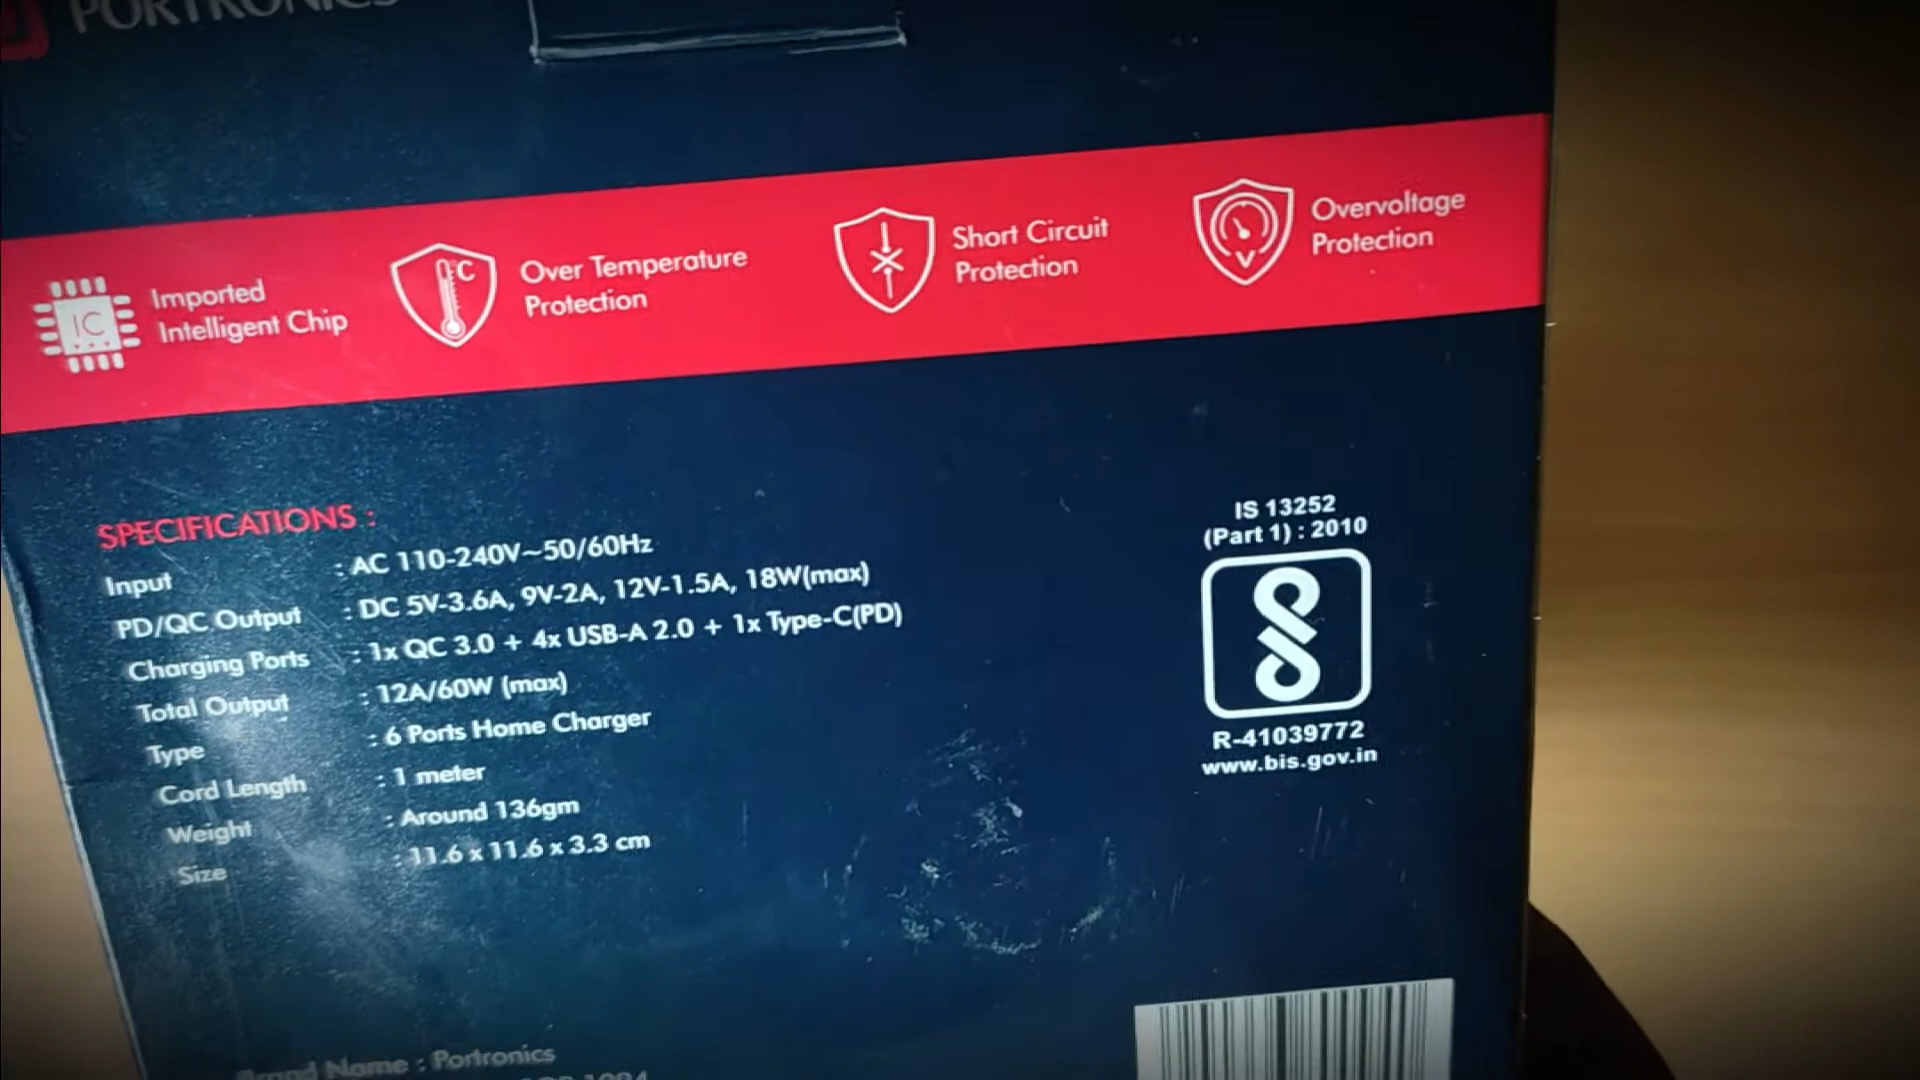 PORTRONICS
IC
Imported
Intelligent Chip
°C
Over Temperature
Protection
Short Circuit
Protection
V
Overvoltage
Protection
SPECIFICATIONS :
Input : AC 110-240V~50/60Hz
PD/QC Output : DC 5V-3.6A, 9V-2A, 12V-1.5A, 18W(max)
Charging Ports : 1x QC 3.0 + 4x USB-A 2.0 + 1x Type-C(PD)
Total Output : 12A/60W (max)
Type : 6 Ports Home Charger
Cord Length : 1 meter
Weight : Around 136gm
Size : 11.6 x 11.6 x 3.3 cm
IS 13252
(Part 1) : 2010
R-41039772
www.bis.gov.in
Brand Name : Portronics